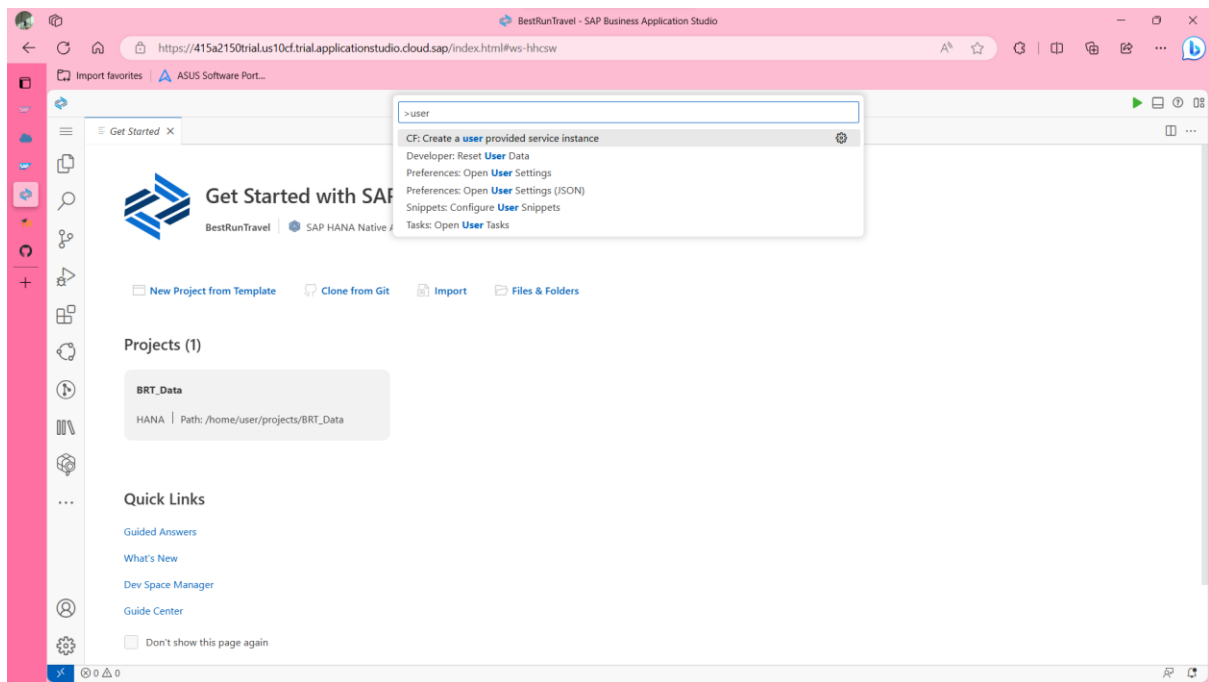 BestRunTravel - SAP Business Application Studio
https://415a2150trial.us10cf.trial.applicationstudio.cloud.sap/index.html#ws-hhcsw
Import favorites
ASUS Software Port...
>user
Get Started
CF: Create a user provided service instance
Developer: Reset User Data
Preferences: Open User Settings
Preferences: Open User Settings (JSON)
Snippets: Configure User Snippets
Tasks: Open User Tasks
Get Started with SAP
BestRunTravel
SAP HANA Native
New Project from Template
Clone from Git
Import
Files & Folders
Projects (1)
BRT_Data
HANA | Path: /home/user/projects/BRT_Data
Quick Links
Guided Answers
What's New
Dev Space Manager
Guide Center
Don't show this page again
0 0